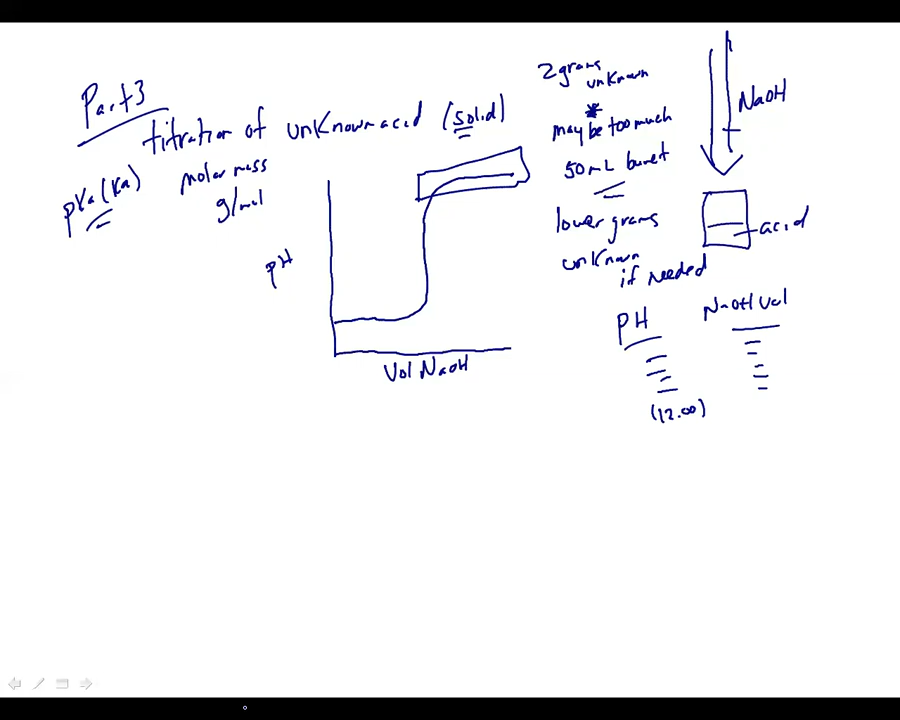 Part 3
titration of unknown acid (solid)
pKa (Ka)
molar mass
g/mol
pH
Vol NaOH
2 grams
unknown
*
may be too much
50 mL buret
lower grams
unknown
if needed
NaOH
acid
PH
NaOH Vol
(12.00)